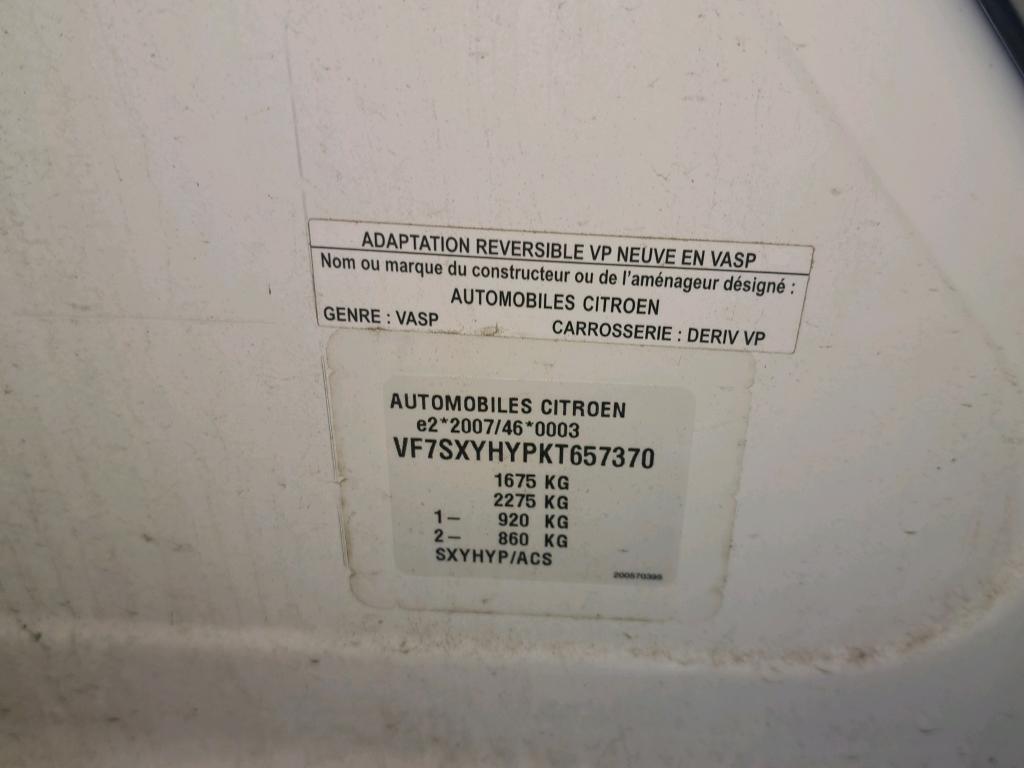 ADAPTATION REVERSIBLE VP NEUVE EN VASP
Nom ou marque du constructeur ou de l'aménageur désigné :
AUTOMOBILES CITROEN
GENRE : VASP CARROSSERIE : DERIV VP
AUTOMOBILES CITROEN
e2*2007/46*0003
VF7SXYHYPKT657370
1675 KG
2275 KG
1– 920 KG
2– 860 KG
SXYHYP/ACS
200570395